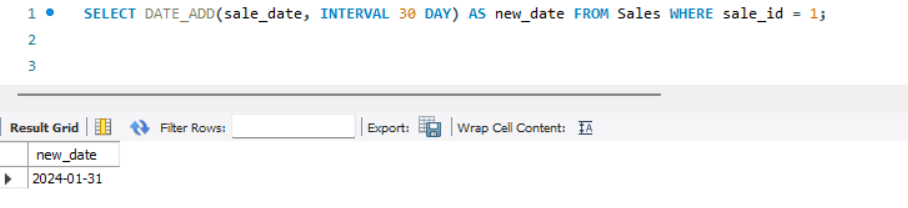 1 SELECT DATE_ADD(sale_date, INTERVAL 30 DAY) AS new_date FROM Sales WHERE sale_id = 1;
2
3
Result Grid Filter Rows: Export: Wrap Cell Content:
new_date
2024-01-31